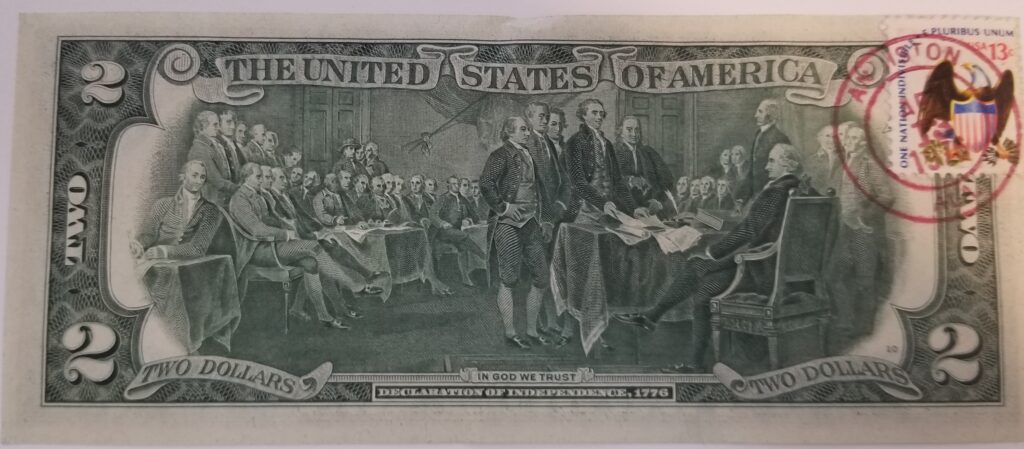 THE UNITED STATES OF AMERICA
E PLURIBUS UNUM
USA 13c
ONE NATION INDIVISIBLE
2
2
TWO
TWO
2
TWO DOLLARS
IN GOD WE TRUST
DECLARATION OF INDEPENDENCE, 1776
TWO DOLLARS
2